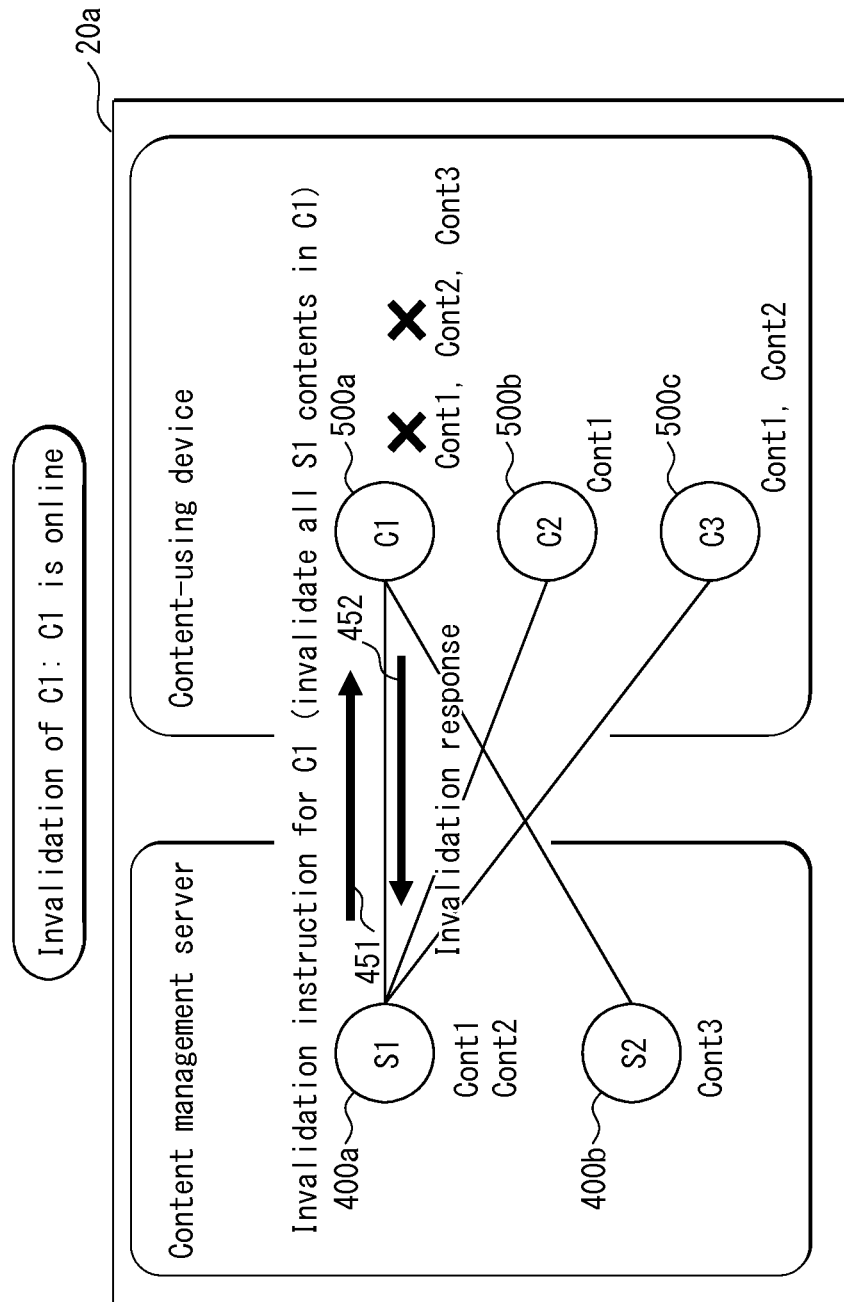 Invalidation of C1: C1 is online
20a
Content management server
Content-using device
Invalidation instruction for C1 (invalidate all S1 contents in C1)
400a
S1
451
452
C1
500a
Cont1, Cont2, Cont3
Cont1
Cont2
Invalidation response
C2
500b
Cont1
400b
S2
Cont3
C3
500c
Cont1, Cont2